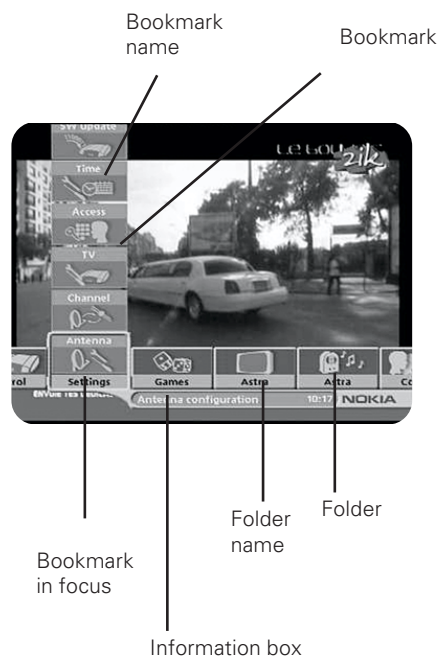 Bookmark
name
Bookmark
SW Update
Time
Access
TV
Channel
Antenna
zik
Settings
Games
Astra
Astra
Antenna configuration
10:17
NOKIA
Folder
name
Folder
Bookmark
in focus
Information box